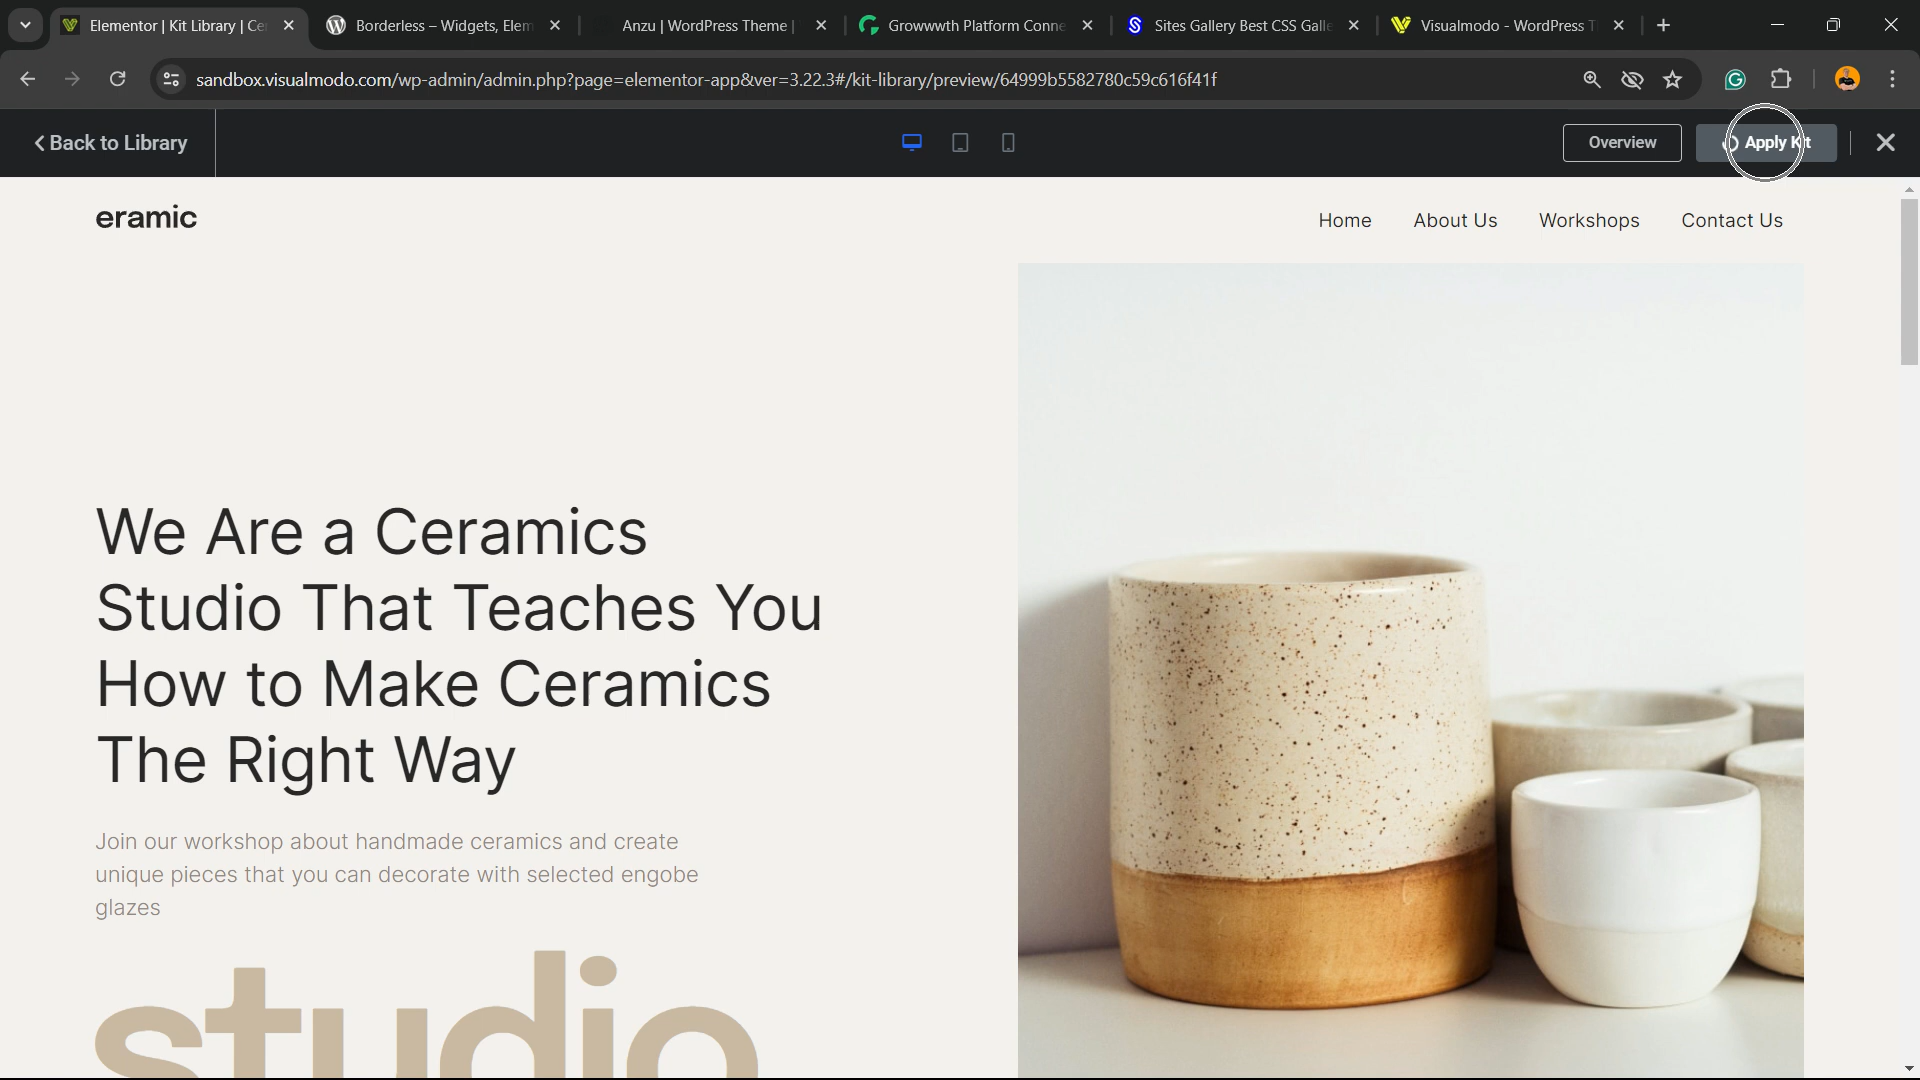 Elementor | Kit Library | Ce
Borderless – Widgets, Elem
Anzu | WordPress Theme |
Growwwth Platform Conne
Sites Gallery Best CSS Galle
Visualmodo - WordPress T
sandbox.visualmodo.com/wp-admin/admin.php?page=elementor-app&ver=3.22.3#/kit-library/preview/64999b5582780c59c616f41f
Back to Library
Overview
Apply Kit
eramic
Home
About Us
Workshops
Contact Us
We Are a Ceramics
Studio That Teaches You
How to Make Ceramics
The Right Way
Join our workshop about handmade ceramics and create
unique pieces that you can decorate with selected engobe
glazes
studio